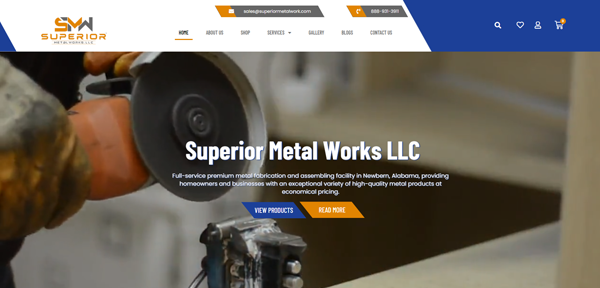 sales@superiormetalwork.com
888-931-3911
SMW
SUPERIOR
METAL WORKS, LLC
HOME ABOUT US SHOP SERVICES GALLERY BLOGS CONTACT US
0
Superior Metal Works LLC
Full-service premium metal fabrication and assembling facility in Newbern, Alabama, providing
homeowners and businesses with an exceptional variety of high-quality metal products at
economical pricing.
VIEW PRODUCTS READ MORE